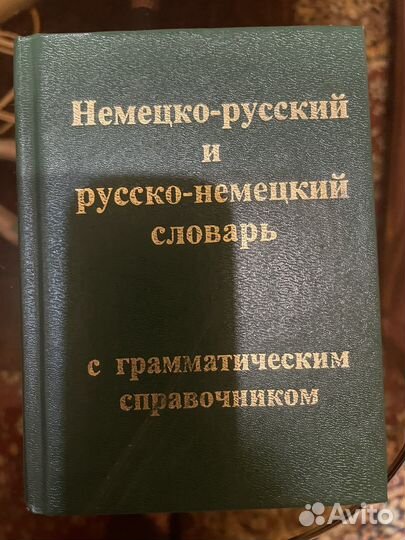 Немецко-русский
и
русско-немецкий
словарь
с грамматическим
справочником
Avito